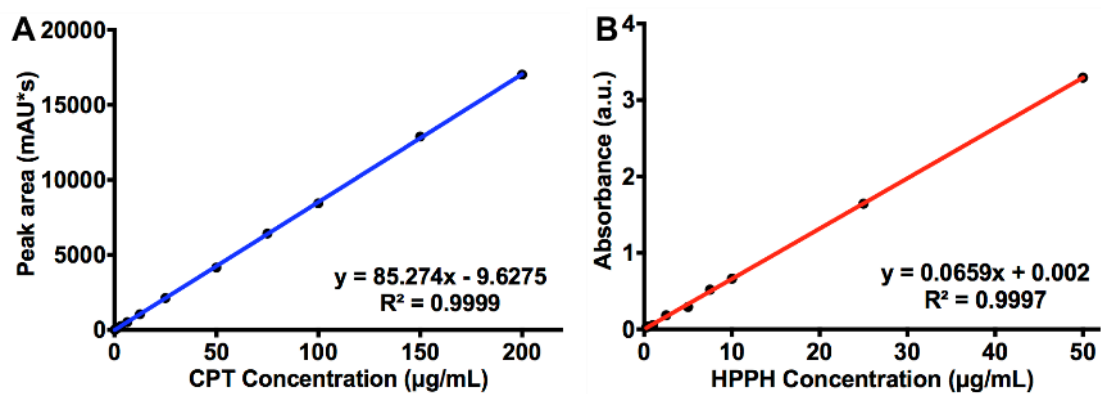 A
Peak area (mAU*s)
20000
15000
10000
5000
0
0 50 100 150 200
CPT Concentration (µg/mL)
y = 85.274x - 9.6275
R² = 0.9999
B
Absorbance (a.u.)
4
3
2
1
0
0 10 20 30 40 50
HPPH Concentration (µg/mL)
y = 0.0659x + 0.002
R² = 0.9997